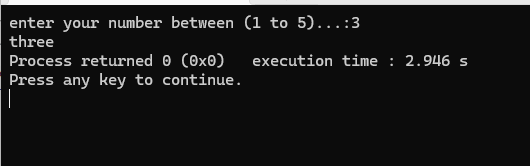 enter your number between (1 to 5)...:3
three
Process returned 0 (0x0)   execution time : 2.946 s
Press any key to continue.